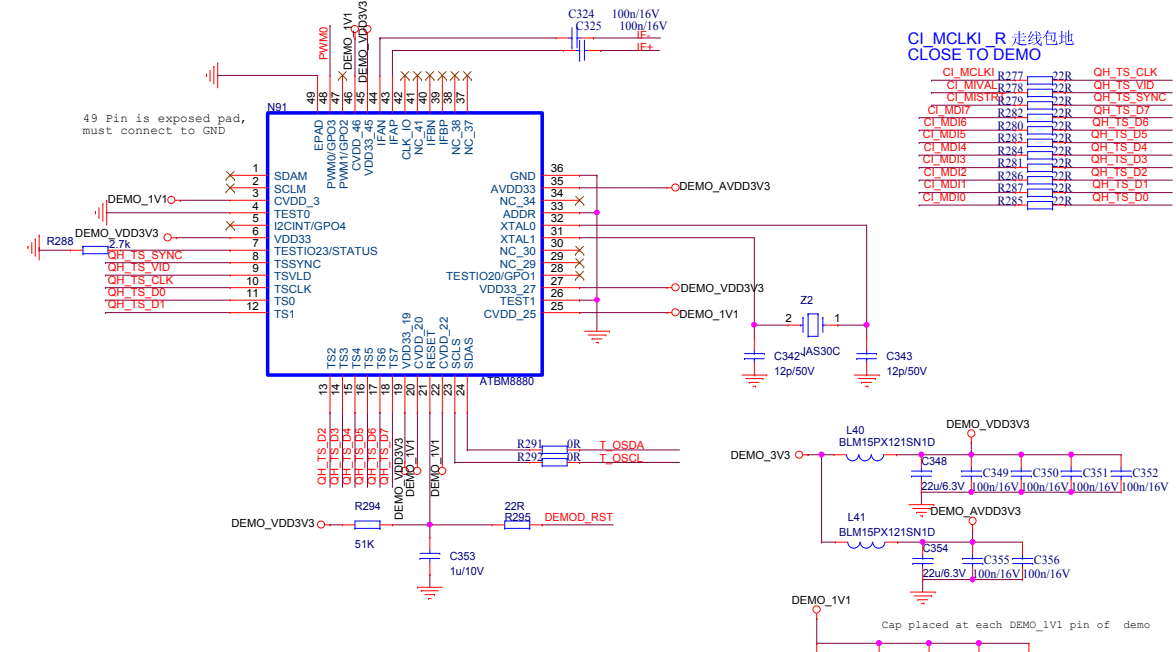 C324 100n/16V
C325 100n/16V
IF-
IF+
PWM0
DEMO_1V1
DEMO_VDD3V3
CI_MCLKI _R 走线包地
CLOSE TO DEMO
CI_MCLKI R277 22R QH_TS_CLK
CI_MIVAL R278 22R QH_TS_VID
CI_MISTRT R279 22R QH_TS_SYNC
CI_MDI7 R282 22R QH_TS_D7
CI_MDI6 R280 22R QH_TS_D6
CI_MDI5 R283 22R QH_TS_D5
CI_MDI4 R284 22R QH_TS_D4
CI_MDI3 R281 22R QH_TS_D3
CI_MDI2 R286 22R QH_TS_D2
CI_MDI1 R287 22R QH_TS_D1
CI_MDI0 R285 22R QH_TS_D0
49 Pin is exposed pad,
must connect to GND
N91
49 EPAD
48 PWM0/GPO3
47 PWM1/GPO2
46 CVDD_46
45 VDD33_45
44 IFAN
43 IFAP
42 CLK_IO
41 NC_41
40 IFBN
39 IFBP
38 NC_38
37 NC_37
1 SDAM
2 SCLM
DEMO_1V1 3 CVDD_3
4 TEST0
5 I2CINT/GPO4
DEMO_VDD3V3 6 VDD33
R288 2.7k 7 TESTIO23/STATUS
QH_TS_SYNC 8 TSSYNC
QH_TS_VID 9 TSVLD
QH_TS_CLK 10 TSCLK
QH_TS_D0 11 TS0
QH_TS_D1 12 TS1
GND 36
AVDD33 35 DEMO_AVDD3V3
NC_34 34
ADDR 33
XTAL0 32
XTAL1 31
NC_30 30
NC_29 29
TESTIO20/GPO1 28
VDD33_27 27 DEMO_VDD3V3
TEST1 26
CVDD_25 25 DEMO_1V1
Z2
2 1
JAS30C
C342
12p/50V
C343
12p/50V
TS2 13 QH_TS_D2
TS3 14 QH_TS_D3
TS4 15 QH_TS_D4
TS5 16 QH_TS_D5
TS6 17 QH_TS_D6
TS7 18 QH_TS_D7
VDD33_19 19 DEMO_VDD3V3
CVDD_20 20 DEMO_1V1
RESET 21
CVDD_22 22 DEMO_1V1
SCLS 23
SDAS 24
ATBM8880
R291 0R T_OSDA
R292 0R T_OSCL
DEMO_VDD3V3
R294
51K
22R
R295
DEMOD_RST
C353
1u/10V
DEMO_3V3
L40
BLM15PX121SN1D
DEMO_VDD3V3
C348
22u/6.3V
C349
100n/16V
C350
100n/16V
C351
100n/16V
C352
100n/16V
L41
BLM15PX121SN1D
DEMO_AVDD3V3
C354
22u/6.3V
C355
100n/16V
C356
100n/16V
DEMO_1V1
Cap placed at each DEMO_1V1 pin of demo